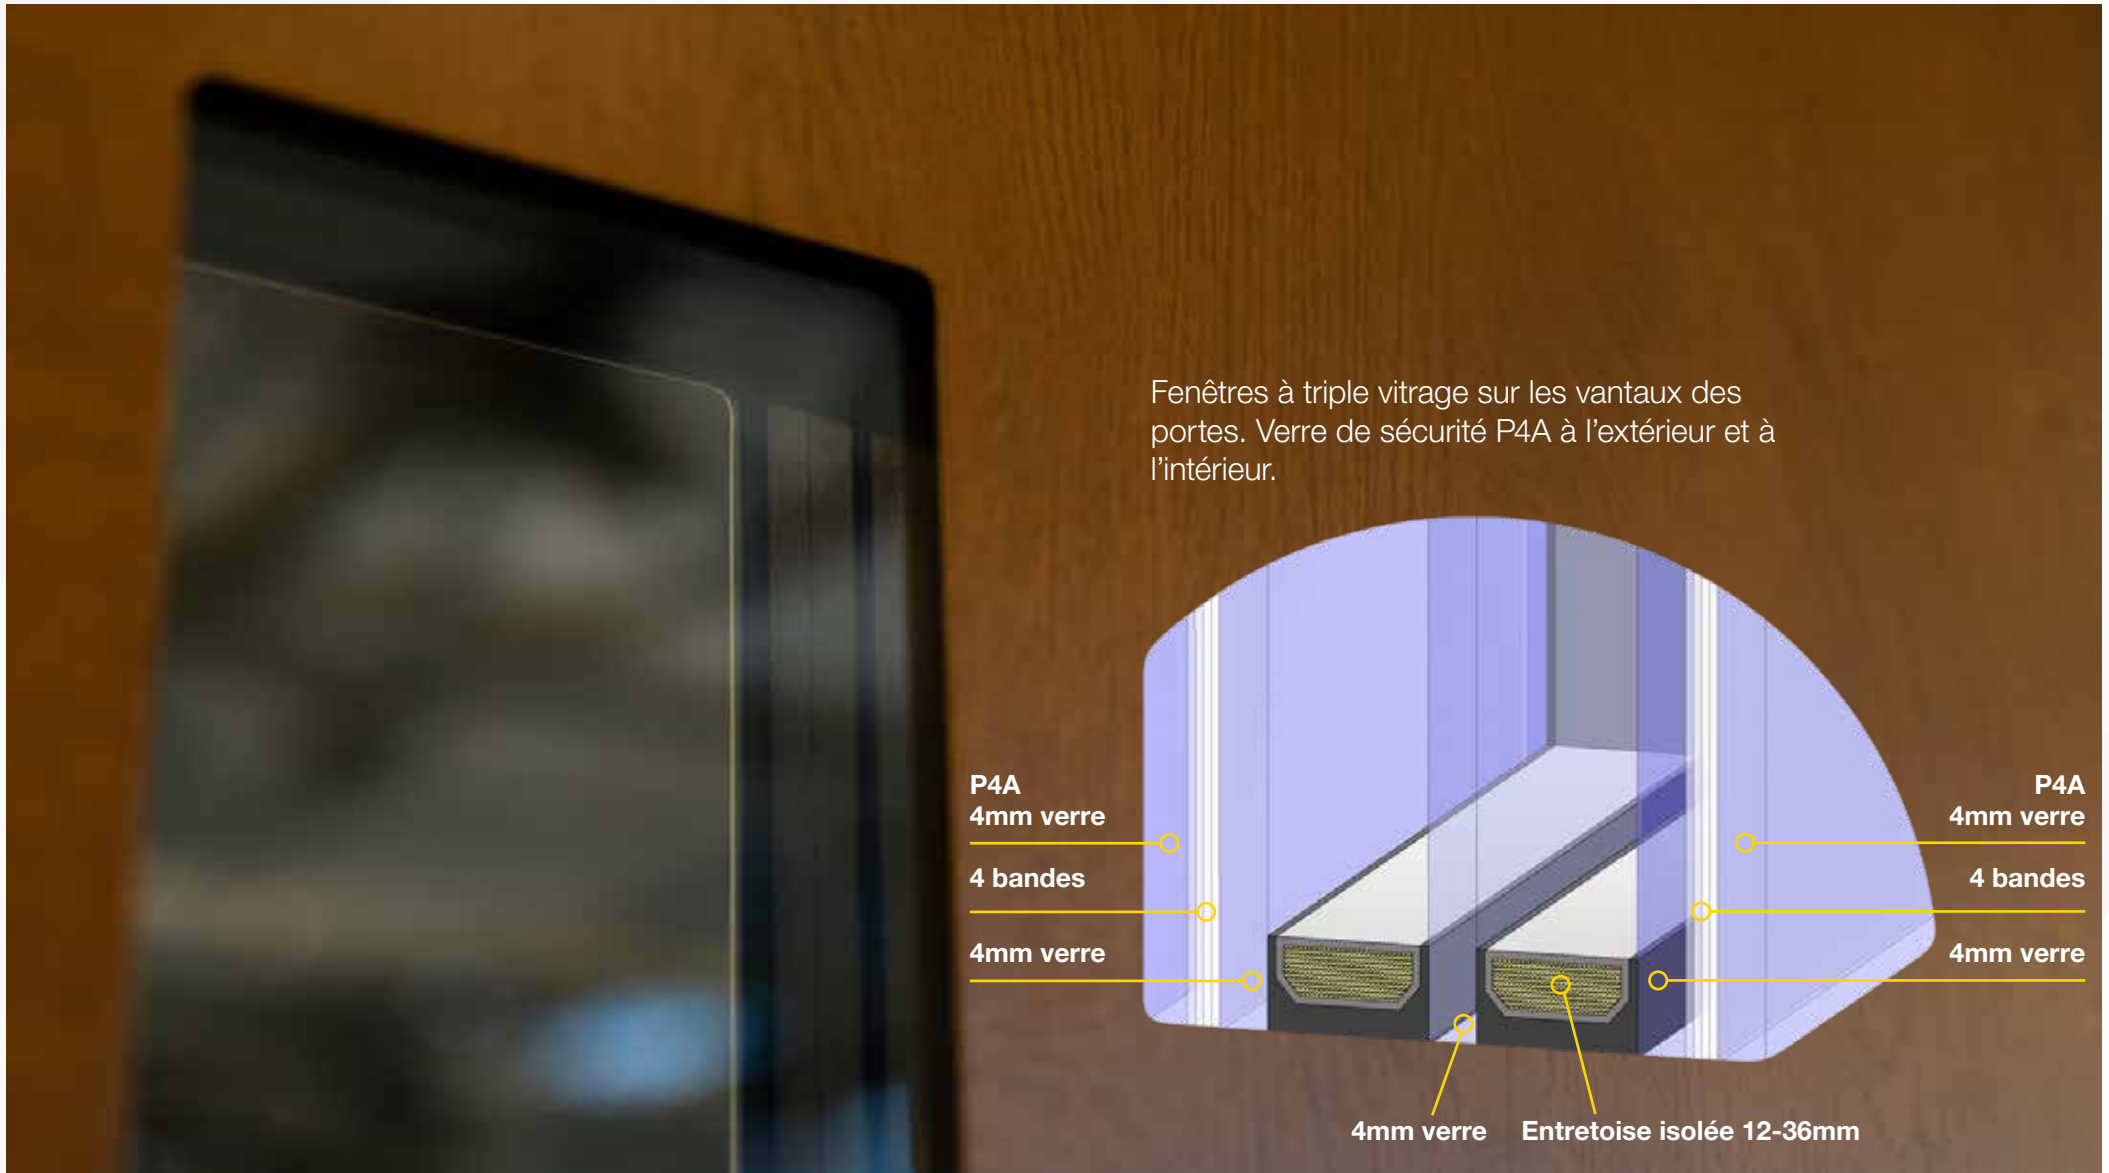 Fenêtres à triple vitrage sur les vantaux des
portes. Verre de sécurité P4A à l’extérieur et à
l’intérieur.
P4A
4mm verre
4 bandes
4mm verre
P4A
4mm verre
4 bandes
4mm verre
4mm verre
Entretoise isolée 12-36mm